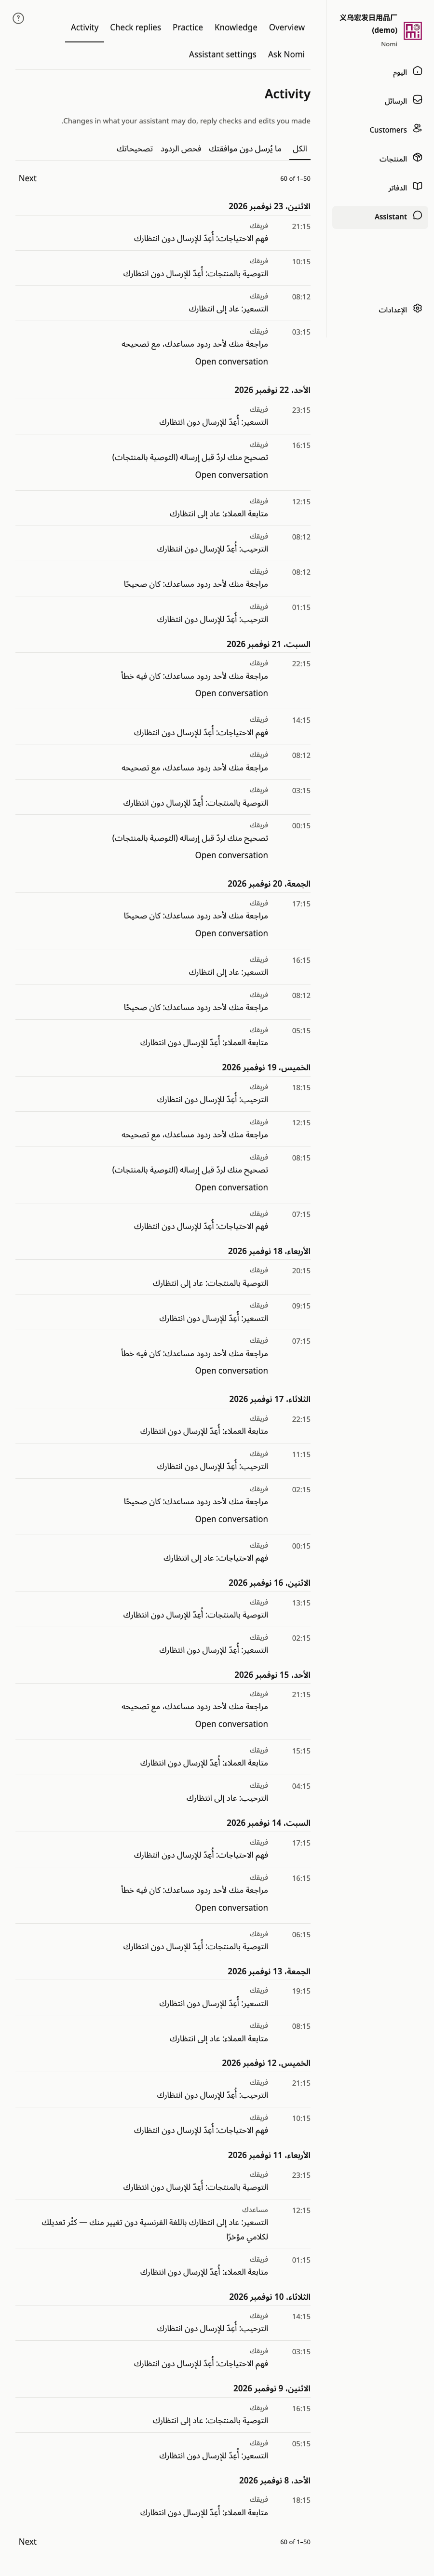 义乌宏发日用品厂
(demo)
Nomi
اليوم
الرسائل
Customers
المنتجات
الدفاتر
Assistant
الإعدادات
Overview
Knowledge
Practice
Check replies
Activity
Ask Nomi
Assistant settings
Activity
Changes in what your assistant may do, reply checks and edits you made.
الكل
ما يُرسل دون موافقتك
فحص الردود
تصحيحاتك
1–50 of 60
Next
الاثنين، 23 نوفمبر 2026
21:15
فريقك
فهم الاحتياجات: أُعِدّ للإرسال دون انتظارك
10:15
فريقك
التوصية بالمنتجات: أُعِدّ للإرسال دون انتظارك
08:12
فريقك
التسعير: عاد إلى انتظارك
03:15
فريقك
مراجعة منك لأحد ردود مساعدك، مع تصحيحه
Open conversation
الأحد، 22 نوفمبر 2026
23:15
فريقك
التسعير: أُعِدّ للإرسال دون انتظارك
16:15
فريقك
تصحيح منك لردّ قبل إرساله (التوصية بالمنتجات)
Open conversation
12:15
فريقك
متابعة العملاء: عاد إلى انتظارك
08:12
فريقك
الترحيب: أُعِدّ للإرسال دون انتظارك
08:12
فريقك
مراجعة منك لأحد ردود مساعدك: كان صحيحًا
01:15
فريقك
الترحيب: أُعِدّ للإرسال دون انتظارك
السبت، 21 نوفمبر 2026
22:15
فريقك
مراجعة منك لأحد ردود مساعدك: كان فيه خطأ
Open conversation
14:15
فريقك
فهم الاحتياجات: أُعِدّ للإرسال دون انتظارك
08:12
فريقك
مراجعة منك لأحد ردود مساعدك، مع تصحيحه
03:15
فريقك
التوصية بالمنتجات: أُعِدّ للإرسال دون انتظارك
00:15
فريقك
تصحيح منك لردّ قبل إرساله (التوصية بالمنتجات)
Open conversation
الجمعة، 20 نوفمبر 2026
17:15
فريقك
مراجعة منك لأحد ردود مساعدك: كان صحيحًا
Open conversation
16:15
فريقك
التسعير: عاد إلى انتظارك
08:12
فريقك
مراجعة منك لأحد ردود مساعدك: كان صحيحًا
05:15
فريقك
متابعة العملاء: أُعِدّ للإرسال دون انتظارك
الخميس، 19 نوفمبر 2026
18:15
فريقك
الترحيب: أُعِدّ للإرسال دون انتظارك
12:15
فريقك
مراجعة منك لأحد ردود مساعدك، مع تصحيحه
08:15
فريقك
تصحيح منك لردّ قبل إرساله (التوصية بالمنتجات)
Open conversation
07:15
فريقك
فهم الاحتياجات: أُعِدّ للإرسال دون انتظارك
الأربعاء، 18 نوفمبر 2026
20:15
فريقك
التوصية بالمنتجات: عاد إلى انتظارك
09:15
فريقك
التسعير: أُعِدّ للإرسال دون انتظارك
07:15
فريقك
مراجعة منك لأحد ردود مساعدك: كان فيه خطأ
Open conversation
الثلاثاء، 17 نوفمبر 2026
22:15
فريقك
متابعة العملاء: أُعِدّ للإرسال دون انتظارك
11:15
فريقك
الترحيب: أُعِدّ للإرسال دون انتظارك
02:15
فريقك
مراجعة منك لأحد ردود مساعدك: كان صحيحًا
Open conversation
00:15
فريقك
فهم الاحتياجات: عاد إلى انتظارك
الاثنين، 16 نوفمبر 2026
13:15
فريقك
التوصية بالمنتجات: أُعِدّ للإرسال دون انتظارك
02:15
فريقك
التسعير: أُعِدّ للإرسال دون انتظارك
الأحد، 15 نوفمبر 2026
21:15
فريقك
مراجعة منك لأحد ردود مساعدك، مع تصحيحه
Open conversation
15:15
فريقك
متابعة العملاء: أُعِدّ للإرسال دون انتظارك
04:15
فريقك
الترحيب: عاد إلى انتظارك
السبت، 14 نوفمبر 2026
17:15
فريقك
فهم الاحتياجات: أُعِدّ للإرسال دون انتظارك
16:15
فريقك
مراجعة منك لأحد ردود مساعدك: كان فيه خطأ
Open conversation
06:15
فريقك
التوصية بالمنتجات: أُعِدّ للإرسال دون انتظارك
الجمعة، 13 نوفمبر 2026
19:15
فريقك
التسعير: أُعِدّ للإرسال دون انتظارك
08:15
فريقك
متابعة العملاء: عاد إلى انتظارك
الخميس، 12 نوفمبر 2026
21:15
فريقك
الترحيب: أُعِدّ للإرسال دون انتظارك
10:15
فريقك
فهم الاحتياجات: أُعِدّ للإرسال دون انتظارك
الأربعاء، 11 نوفمبر 2026
23:15
فريقك
التوصية بالمنتجات: أُعِدّ للإرسال دون انتظارك
12:15
مساعدك
التسعير: عاد إلى انتظارك باللغة الفرنسية دون تغيير منك — كثُر تعديلك
لكلامي مؤخرًا
01:15
فريقك
متابعة العملاء: أُعِدّ للإرسال دون انتظارك
الثلاثاء، 10 نوفمبر 2026
14:15
فريقك
الترحيب: أُعِدّ للإرسال دون انتظارك
03:15
فريقك
فهم الاحتياجات: أُعِدّ للإرسال دون انتظارك
الاثنين، 9 نوفمبر 2026
16:15
فريقك
التوصية بالمنتجات: عاد إلى انتظارك
05:15
فريقك
التسعير: أُعِدّ للإرسال دون انتظارك
الأحد، 8 نوفمبر 2026
18:15
فريقك
متابعة العملاء: أُعِدّ للإرسال دون انتظارك
1–50 of 60
Next